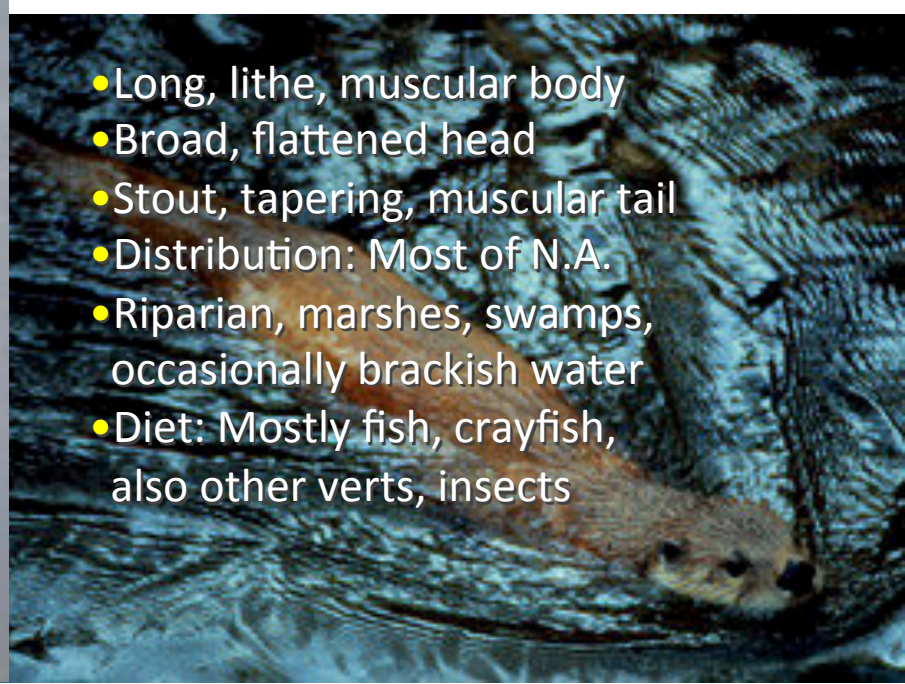 •Long, lithe, muscular body
•Broad, flattened head
•Stout, tapering, muscular tail
•Distribution: Most of N.A.
•Riparian, marshes, swamps,
occasionally brackish water
•Diet: Mostly fish, crayfish,
also other verts, insects